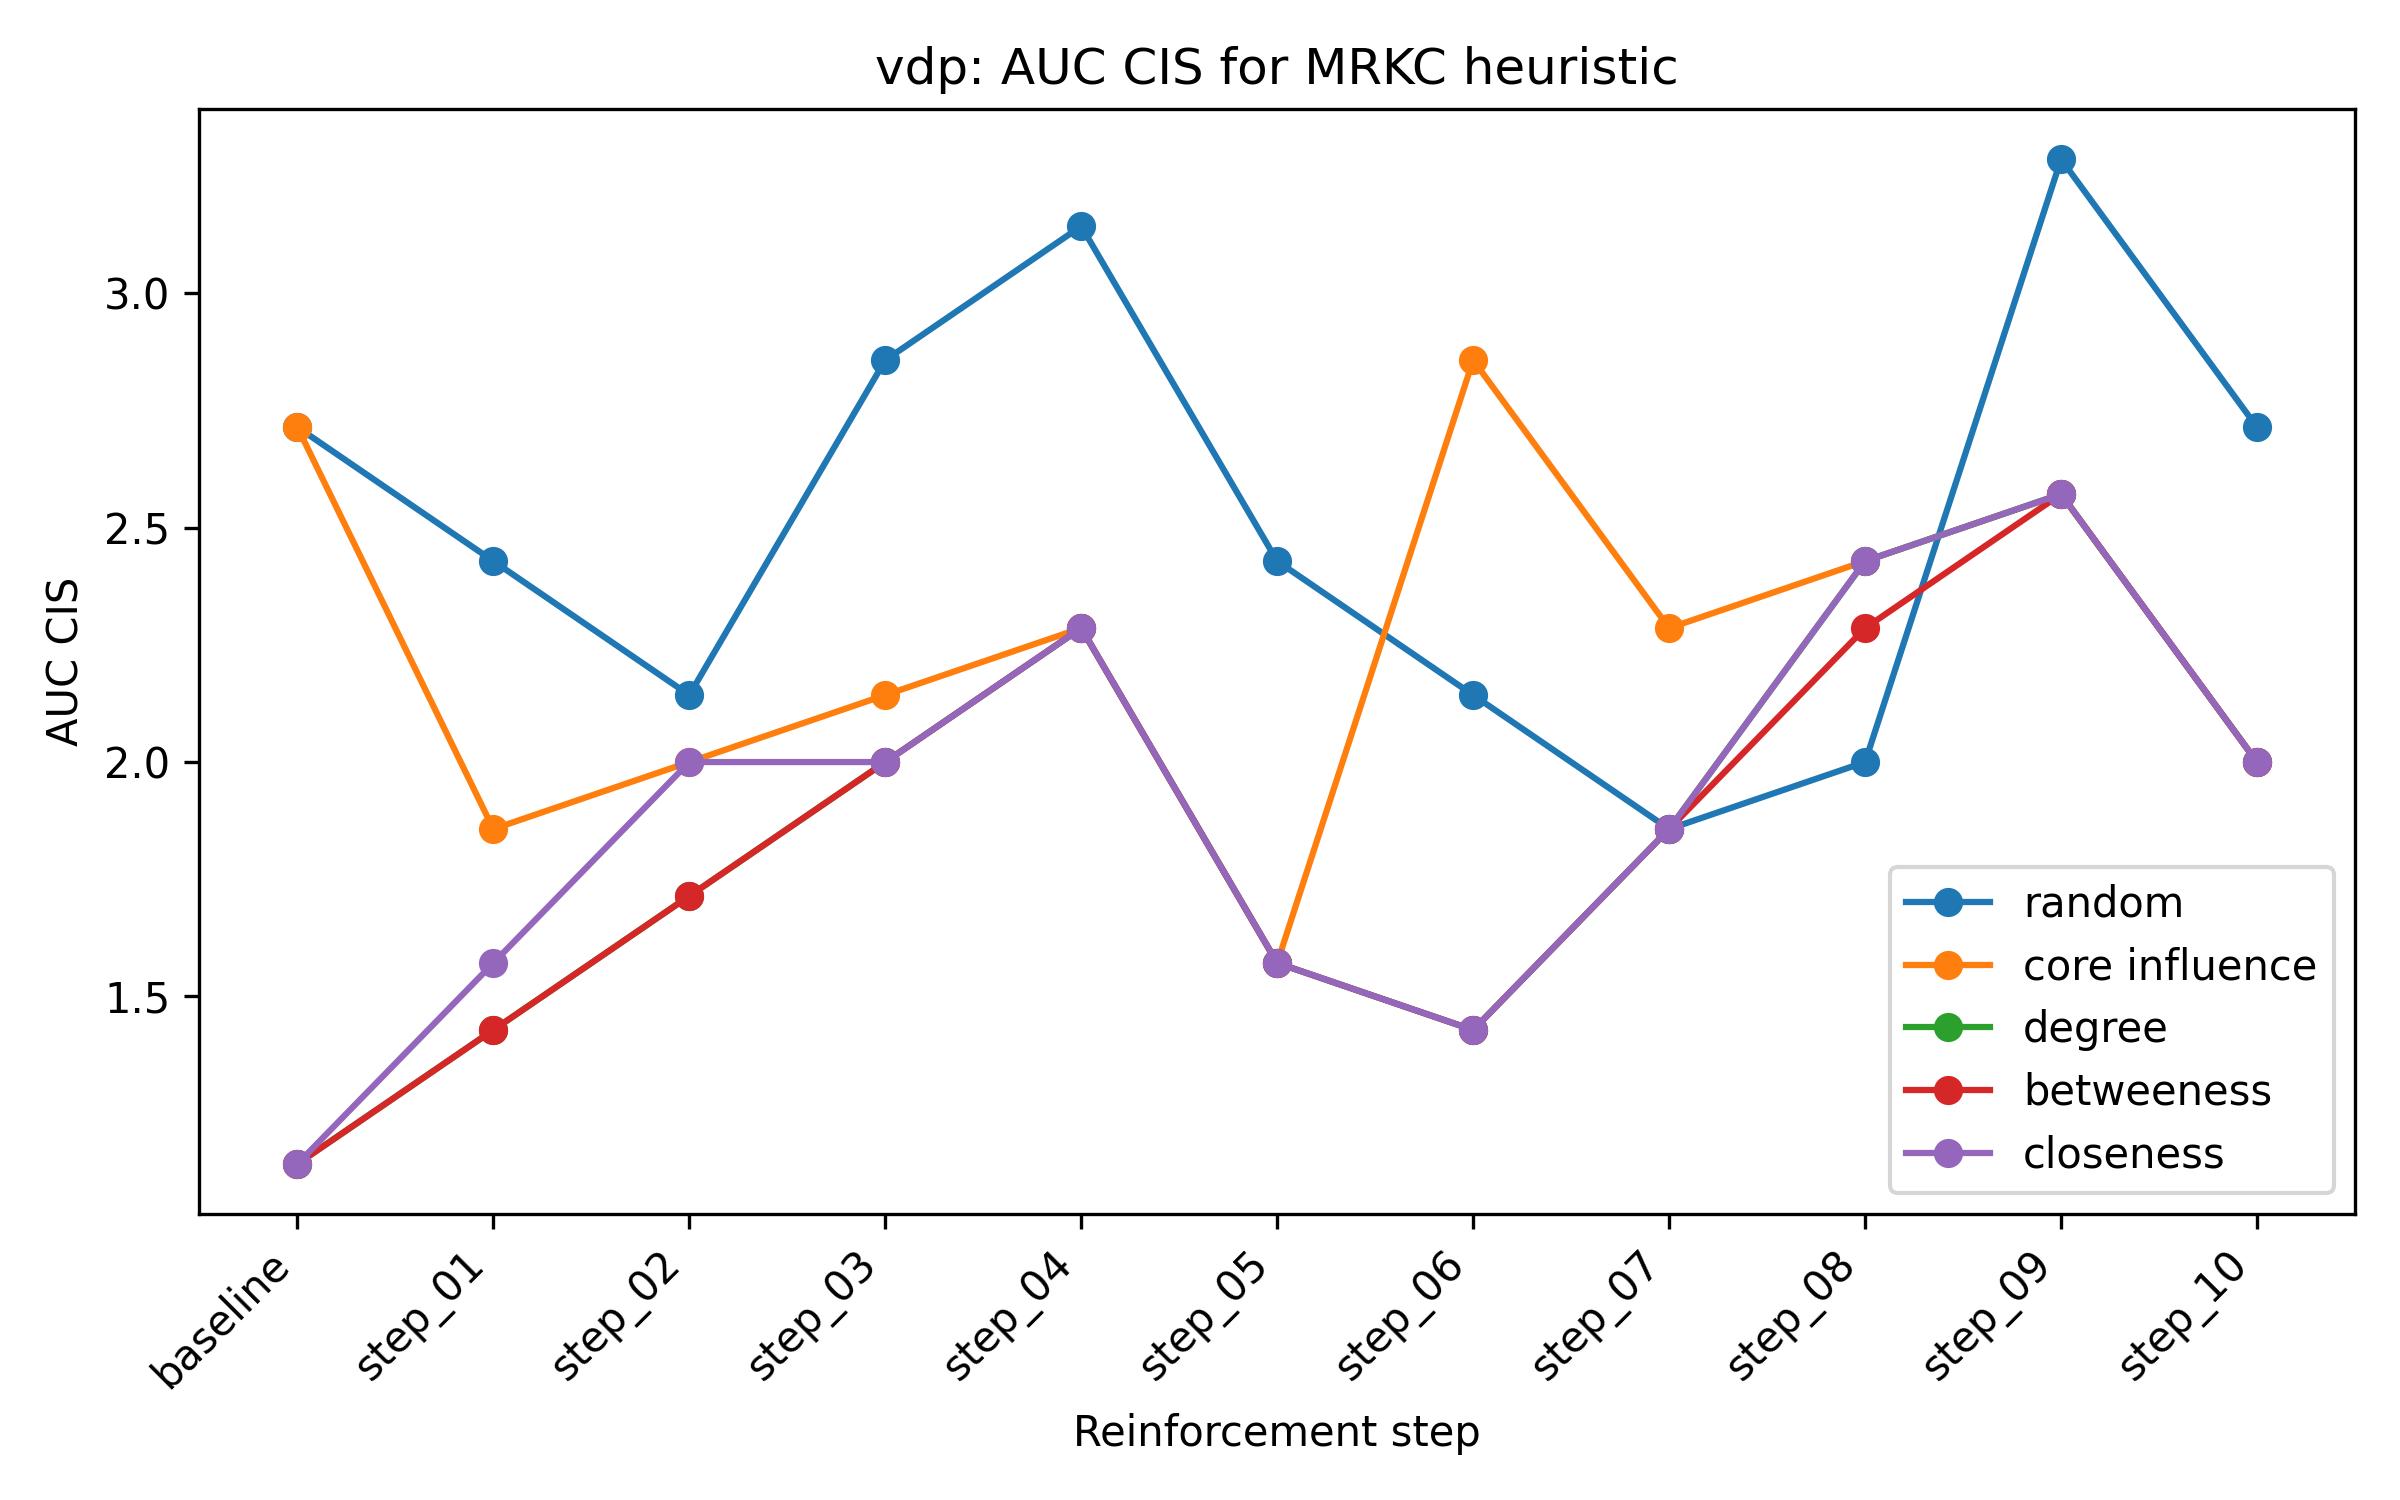 vdp: AUC CIS for MRKC heuristic
AUC CIS
3.0
2.5
2.0
1.5
random
core influence
degree
betweeness
closeness
baseline
step_01
step_02
step_03
step_04
step_05
step_06
step_07
step_08
step_09
step_10
Reinforcement step